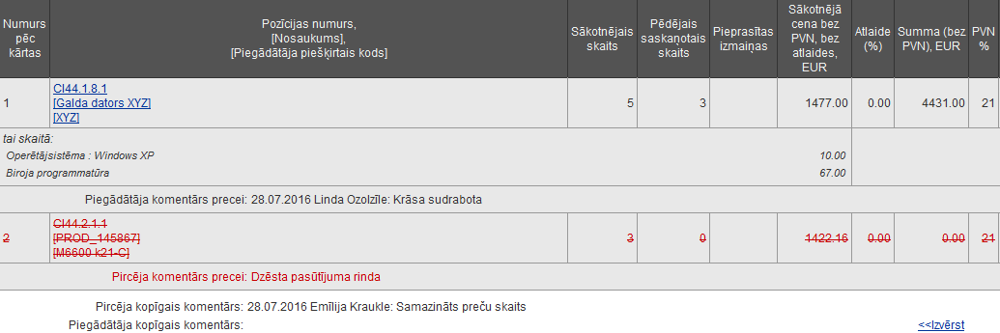 Numurs pēc kārtas
Pozīcijas numurs,
[Nosaukums],
[Piegādātāja piešķirtais kods]
Sākotnējais skaits
Pēdējais saskaņotais skaits
Pieprasītas izmaiņas
Sākotnējā cena bez PVN, bez atlaides, EUR
Atlaide (%)
Summa (bez PVN), EUR
PVN %
1
CI44.1.8.1
[Galda dators XYZ]
[XYZ]
5
3
1477.00
0.00
4431.00
21
tai skaitā:
Operētājsistēma : Windows XP
10.00
Biroja programmatūra
67.00
Piegādātāja komentārs precei: 28.07.2016 Linda Ozolzīle: Krāsa sudrabota
2
CI44.2.1.1
[PROD_145867]
[M6600 k21-C]
3
0
1422.16
0.00
0.00
21
Pircēja komentārs precei: Dzēsta pasūtījuma rinda
Pircēja kopīgais komentārs: 28.07.2016 Emīlija Kraukle: Samazināts preču skaits
Piegādātāja kopīgais komentārs:
<<Izvērst